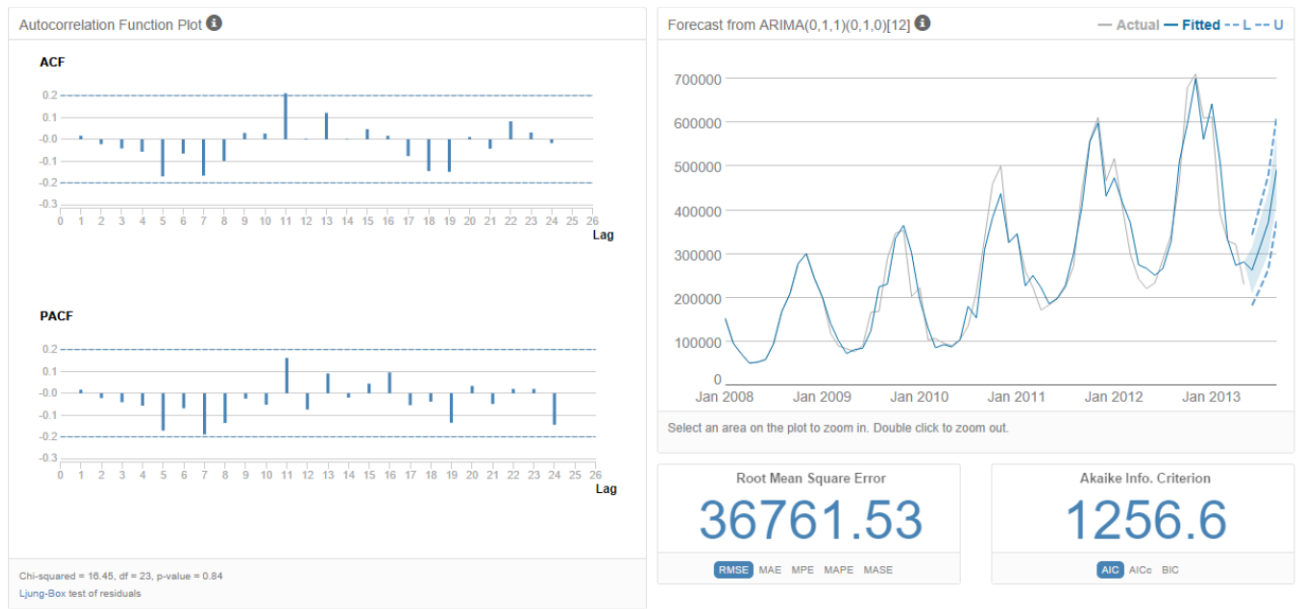 Autocorrelation Function Plot i
ACF
0.2
0.1
-0.0
-0.1
-0.2
-0.3
0 1 2 3 4 5 6 7 8 9 10 11 12 13 14 15 16 17 18 19 20 21 22 23 24 25 26
Lag
PACF
0.2
0.1
-0.0
-0.1
-0.2
-0.3
0 1 2 3 4 5 6 7 8 9 10 11 12 13 14 15 16 17 18 19 20 21 22 23 24 25 26
Lag
Chi-squared = 16.45, df = 23, p-value = 0.84
Ljung-Box test of residuals
Forecast from ARIMA(0,1,1)(0,1,0)[12] i
Actual Fitted L U
700000
600000
500000
400000
300000
200000
100000
0
Jan 2008 Jan 2009 Jan 2010 Jan 2011 Jan 2012 Jan 2013
Select an area on the plot to zoom in. Double click to zoom out.
Root Mean Square Error
36761.53
RMSE MAE MPE MAPE MASE
Akaike Info. Criterion
1256.6
AIC AICc BIC